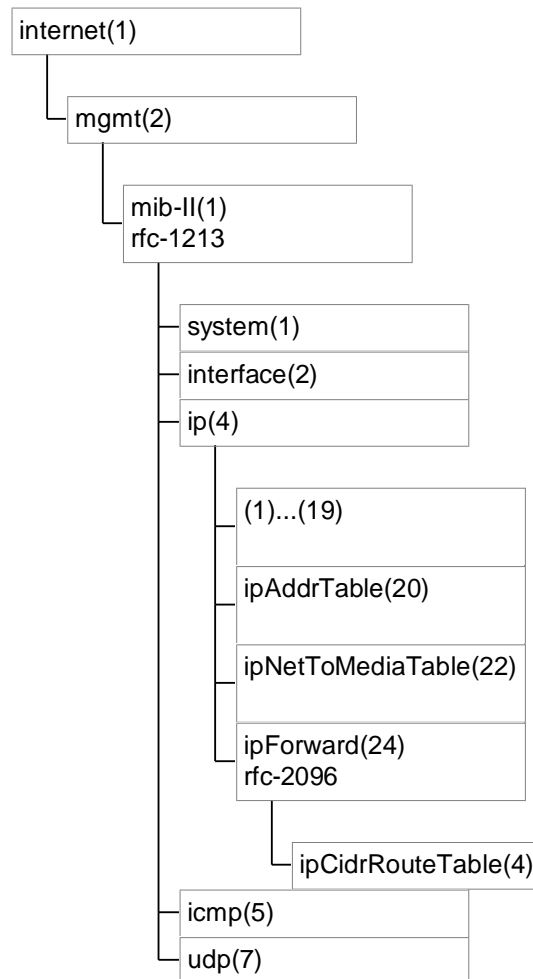 internet(1)
mgmt(2)
mib-II(1)
rfc-1213
system(1)
interface(2)
ip(4)
(1)...(19)
ipAddrTable(20)
ipNetToMediaTable(22)
ipForward(24)
rfc-2096
ipCidrRouteTable(4)
icmp(5)
udp(7)